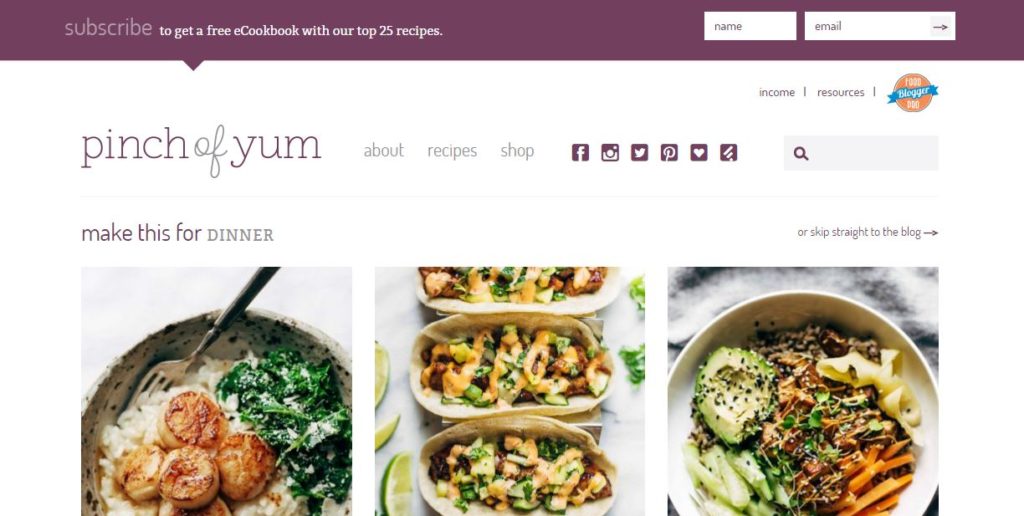 subscribe to get a free eCookbook with our top 25 recipes. name email
income | resources | FOOD Blogger PRO
pinch of yum about recipes shop
make this for DINNER or skip straight to the blog